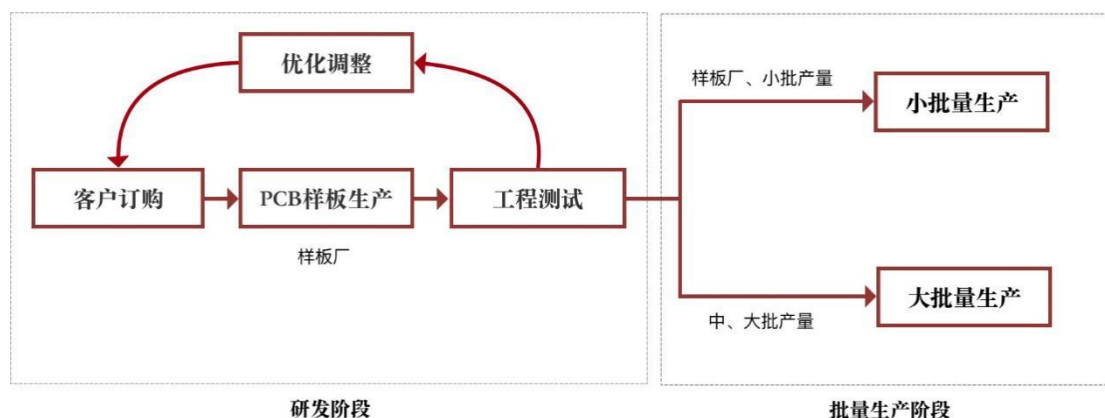 优化调整
客户订购
PCB样板生产
工程测试
样板厂
研发阶段
样板厂、小批产量
小批量生产
中、大批产量
大批量生产
批量生产阶段